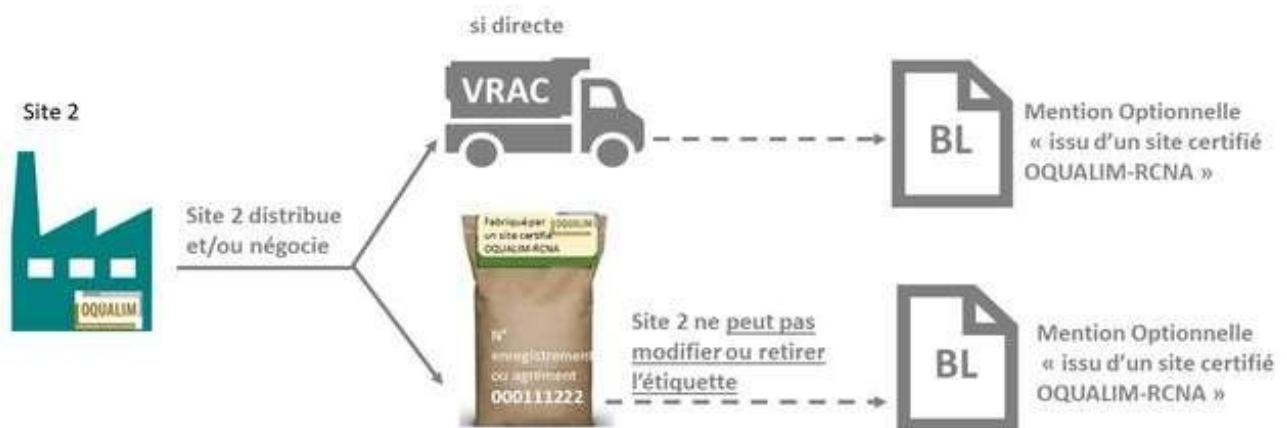 si directe
VRAC
Site 2
BL
Mention Optionnelle
« issu d'un site certifié
OQUALIM-RCNA »
Site 2 distribue
et/ou négocie
OQUALIM
Fabriqué par
un site certifié
OQUALIM-RCNA
OQUALIM
N°
enregistrement
ou agrément
000111222
Site 2 ne peut pas
modifier ou retirer
l'étiquette
BL
Mention Optionnelle
« issu d'un site certifié
OQUALIM-RCNA »